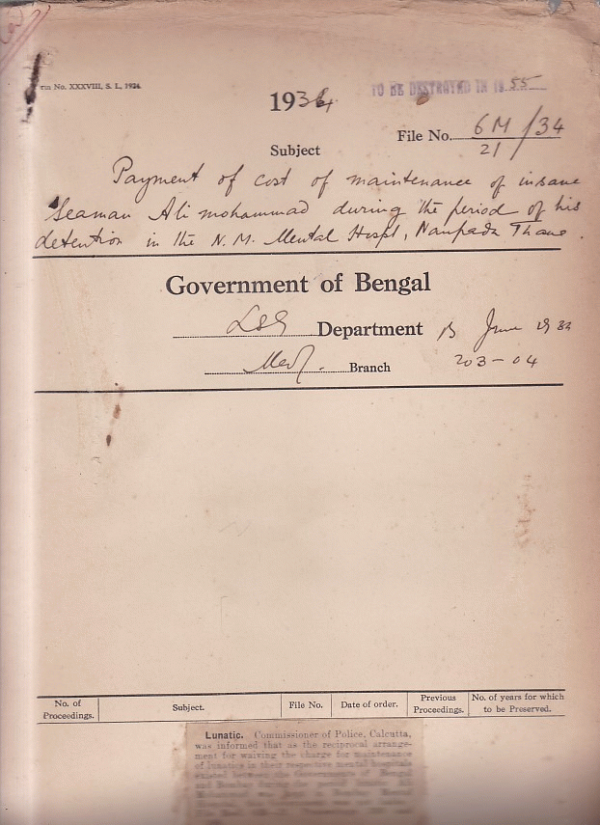 No. XXXVIII, S. L., 1924.
TO BE DESTROYED IN 1955
1934
File No. 6M/34
21
Subject
Payment of cost of maintenance of insane
Seaman Ali mohammad during the period of his
detention in the N. M. Mental Hospl, Naupada Thana.
Government of Bengal
LSG Department B June 1934
Medl. Branch 203-04
No. of Proceedings. Subject. File No. Date of order. Previous Proceedings. No. of years for which to be Preserved.
Lunatic. Commissioner of Police, Calcutta,
was informed that as the reciprocal arrange-
ment for waiving the charge for maintenance
of lunatics in their respective mental hospitals
existed between the Governments of Bengal
and Bombay during the period